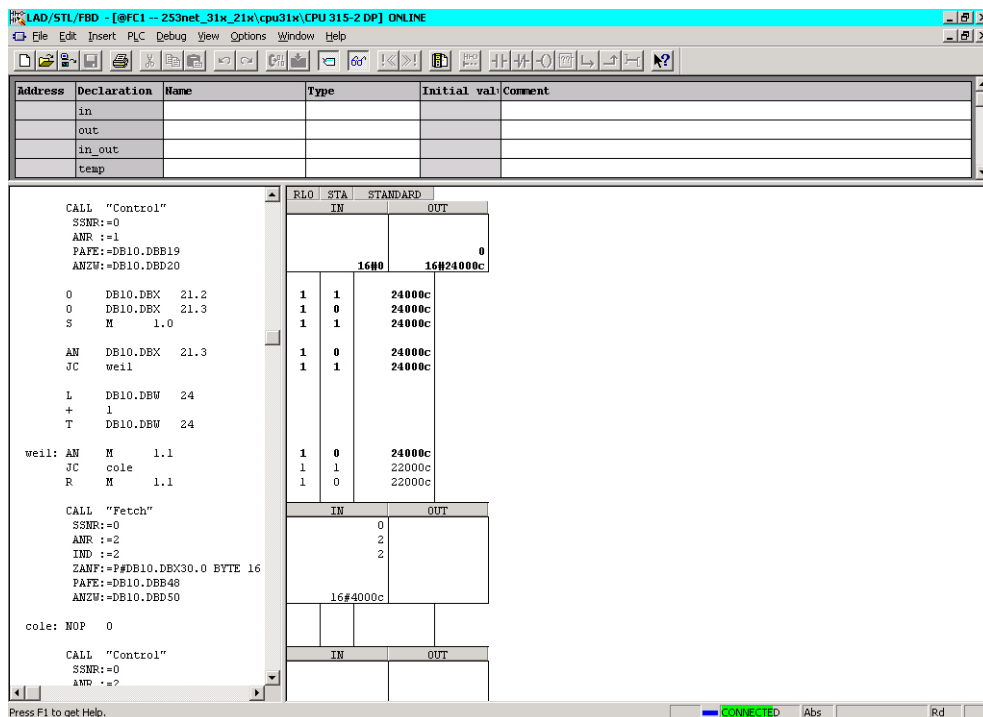 LAD/STL/FBD - [@FC1 -- 253net_31x_21x\cpu31x\CPU 315-2 DP] ONLINE
File Edit Insert PLC Debug View Options Window Help
Address Declaration Name Type Initial val Comment
in
out
in_out
temp
RLO STA STANDARD
IN OUT
CALL "Control"
SSNR:=0
ANR :=1
PAFE:=DB10.DBB19 0
ANZW:=DB10.DBD20 16#0 16#24000c
O DB10.DBX 21.2 1 1 24000c
O DB10.DBX 21.3 1 0 24000c
S M 1.0 1 1 24000c
AN DB10.DBX 21.3 1 0 24000c
JC weil 1 1 24000c
L DB10.DBW 24
+ 1
T DB10.DBW 24
weil: AN M 1.1 1 0 24000c
JC cole 1 1 22000c
R M 1.1 1 0 22000c
CALL "Fetch" IN OUT
SSNR:=0 0
ANR :=2 2
IND :=2 2
ZANF:=P#DB10.DBX30.0 BYTE 16
PAFE:=DB10.DBB48
ANZW:=DB10.DBD50 16#4000c
cole: NOP 0
CALL "Control" IN OUT
SSNR:=0
ANR :=2
Press F1 to get Help. CONNECTED Abs Rd